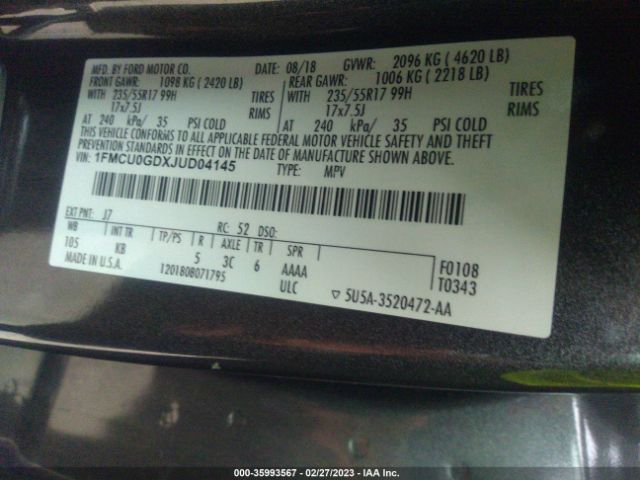 MFD. BY FORD MOTOR CO. DATE: 08/18 GVWR: 2096 KG ( 4620 LB)
FRONT GAWR: 1098 KG ( 2420 LB) REAR GAWR: 1006 KG ( 2218 LB)
WITH 235/55R17 99H TIRES WITH 235/55R17 99H TIRES
17x7.5J RIMS 17x7.5J RIMS
AT 240 kPa/ 35 PSI COLD AT 240 kPa/ 35 PSI COLD
THIS VEHICLE CONFORMS TO ALL APPLICABLE FEDERAL MOTOR VEHICLE SAFETY AND THEFT
PREVENTION STANDARDS IN EFFECT ON THE DATE OF MANUFACTURE SHOWN ABOVE.
VIN: 1FMCU0GDXJUD04145 TYPE: MPV
EXT PNT: J7 RC: 52 DSO:
WB INT TR TP/PS R AXLE TR SPR
105 KB 5 3C 6 AAAA F0108
MADE IN U.S.A. 1201808071795 ULC T0343
▽ 5U5A-3520472-AA
000-35993567 / 02/27/2023 - IAA Inc.